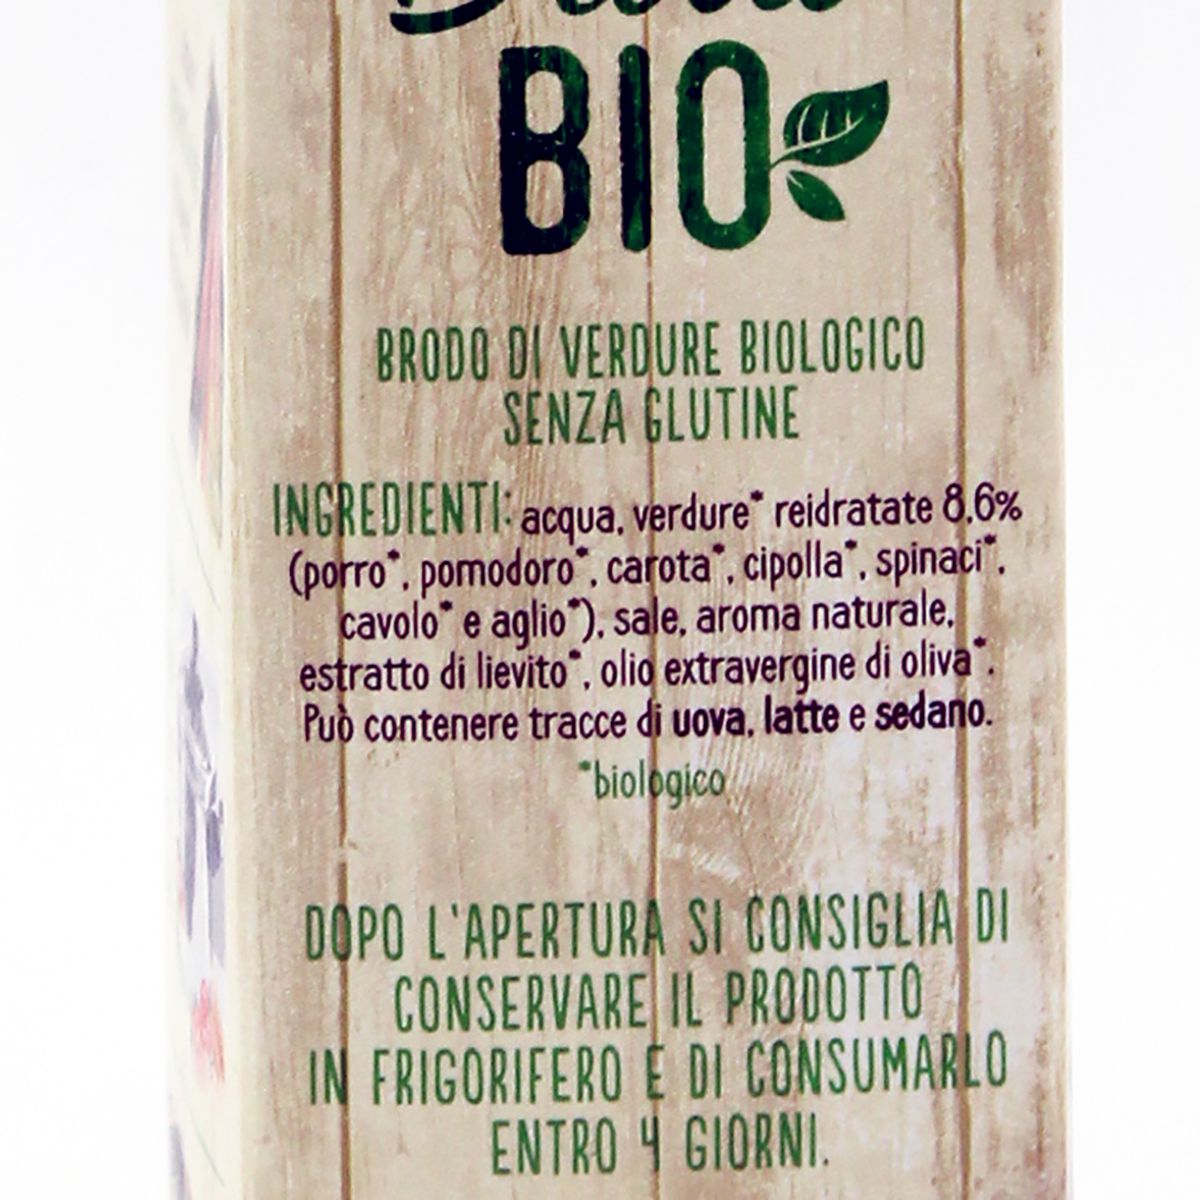 BIO
BRODO DI VERDURE BIOLOGICO
SENZA GLUTINE
INGREDIENTI: acqua, verdure* reidratate 8,6%
(porro*, pomodoro*, carota*, cipolla*, spinaci*,
cavolo* e aglio*), sale, aroma naturale,
estratto di lievito*, olio extravergine di oliva*.
Può contenere tracce di uova, latte e sedano.
*biologico
DOPO L'APERTURA SI CONSIGLIA DI
CONSERVARE IL PRODOTTO
IN FRIGORIFERO E DI CONSUMARLO
ENTRO 4 GIORNI.